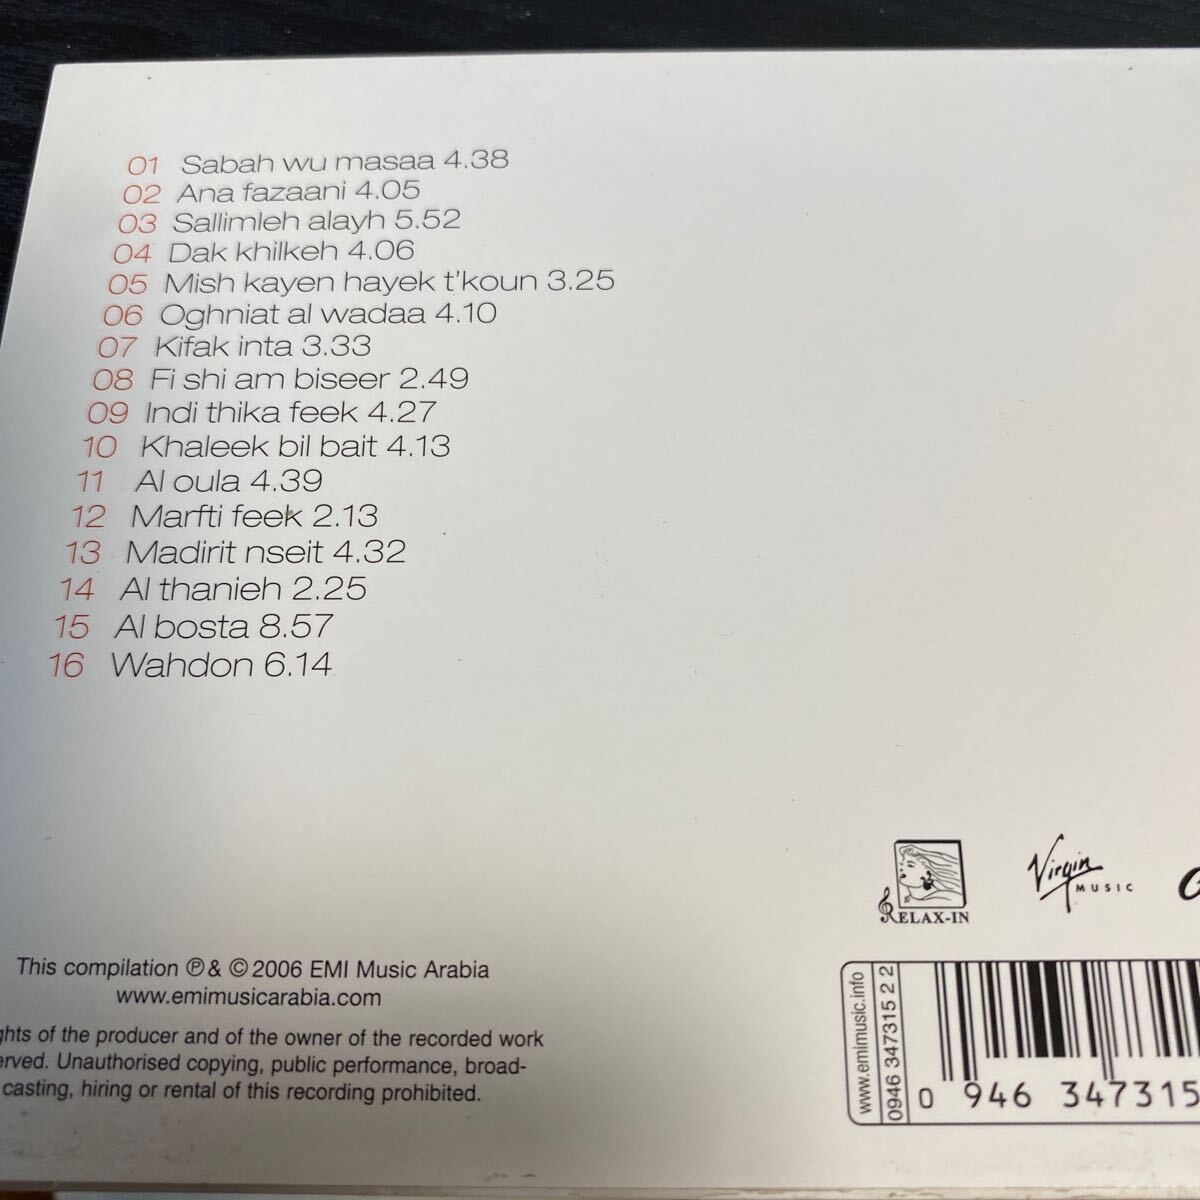 01 Sabah wu masaa 4.38
02 Ana fazaani 4.05
03 Sallimleh alayh 5.52
04 Dak khilkeh 4.06
05 Mish kayen hayek t'koun 3.25
06 Oghniat al wadaa 4.10
07 Kifak inta 3.33
08 Fi shi am biseer 2.49
09 Indi thika feek 4.27
10 Khaleek bil bait 4.13
11 Al oula 4.39
12 Marfti feek 2.13
13 Madirit nseit 4.32
14 Al thanieh 2.25
15 Al bosta 8.57
16 Wahdon 6.14
RELAX-IN
Virgin
MUSIC
This compilation ℗ & © 2006 EMI Music Arabia
www.emimusicarabia.com
ghts of the producer and of the owner of the recorded work
erved. Unauthorised copying, public performance, broad-
casting, hiring or rental of this recording prohibited.
www.emimusic.info
0946 347315 2 2
0 946 347315